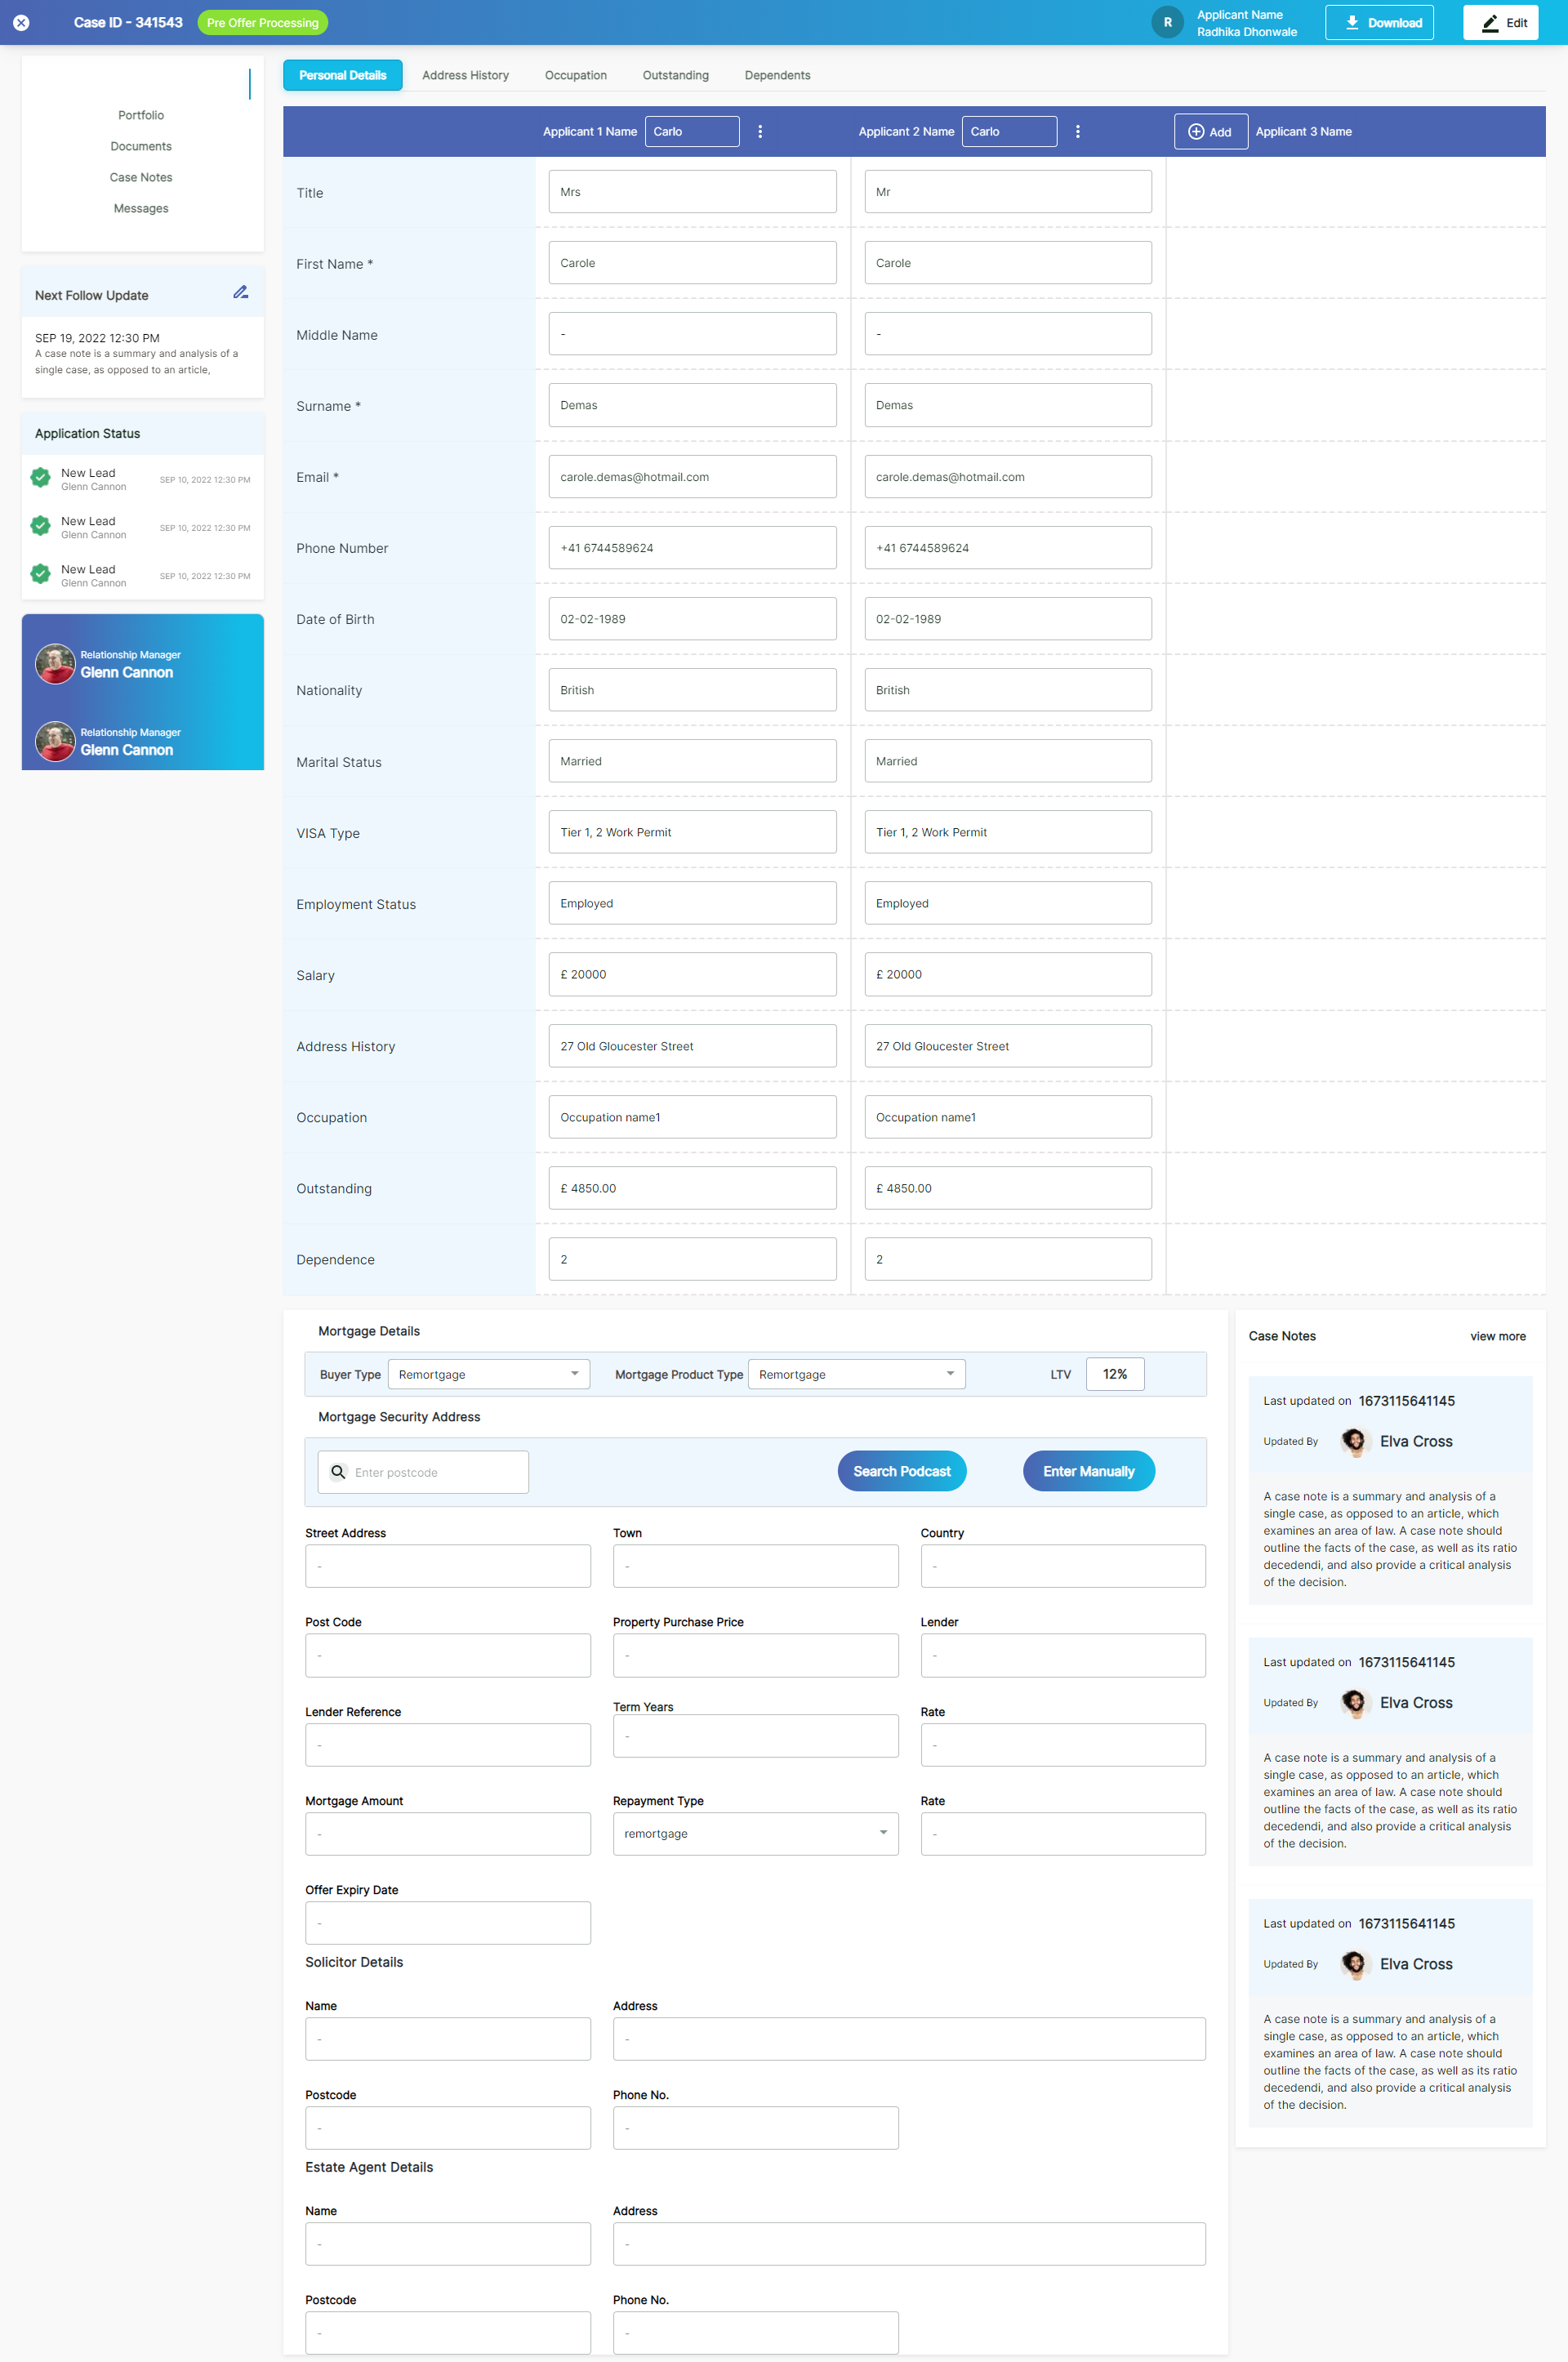 Case ID - 341543
Pre Offer Processing
R
Applicant Name
Radhika Dhonwale
Download
Edit
Portfolio
Documents
Case Notes
Messages
Next Follow Update
SEP 19, 2022 12:30 PM
A case note is a summary and analysis of a
single case, as opposed to an article,
Application Status
New Lead
Glenn Cannon
SEP 10, 2022 12:30 PM
New Lead
Glenn Cannon
SEP 10, 2022 12:30 PM
New Lead
Glenn Cannon
SEP 10, 2022 12:30 PM
Relationship Manager
Glenn Cannon
Relationship Manager
Glenn Cannon
Personal Details Address History Occupation Outstanding Dependents
Applicant 1 Name Carlo Applicant 2 Name Carlo Add Applicant 3 Name
Title Mrs Mr
First Name * Carole Carole
Middle Name - -
Surname * Demas Demas
Email * carole.demas@hotmail.com carole.demas@hotmail.com
Phone Number +41 6744589624 +41 6744589624
Date of Birth 02-02-1989 02-02-1989
Nationality British British
Marital Status Married Married
VISA Type Tier 1, 2 Work Permit Tier 1, 2 Work Permit
Employment Status Employed Employed
Salary £ 20000 £ 20000
Address History 27 Old Gloucester Street 27 Old Gloucester Street
Occupation Occupation name1 Occupation name1
Outstanding £ 4850.00 £ 4850.00
Dependence 2 2
Mortgage Details
Buyer Type Remortgage Mortgage Product Type Remortgage LTV 12%
Mortgage Security Address
Enter postcode Search Podcast Enter Manually
Street Address Town Country
- - -
Post Code Property Purchase Price Lender
- - -
Lender Reference Term Years Rate
- - -
Mortgage Amount Repayment Type Rate
- remortgage -
Offer Expiry Date
-
Solicitor Details
Name Address
- -
Postcode Phone No.
- -
Estate Agent Details
Name Address
- -
Postcode Phone No.
- -
Case Notes view more
Last updated on 1673115641145
Updated By Elva Cross
A case note is a summary and analysis of a
single case, as opposed to an article, which
examines an area of law. A case note should
outline the facts of the case, as well as its ratio
decedendi, and also provide a critical analysis
of the decision.
Last updated on 1673115641145
Updated By Elva Cross
A case note is a summary and analysis of a
single case, as opposed to an article, which
examines an area of law. A case note should
outline the facts of the case, as well as its ratio
decedendi, and also provide a critical analysis
of the decision.
Last updated on 1673115641145
Updated By Elva Cross
A case note is a summary and analysis of a
single case, as opposed to an article, which
examines an area of law. A case note should
outline the facts of the case, as well as its ratio
decedendi, and also provide a critical analysis
of the decision.